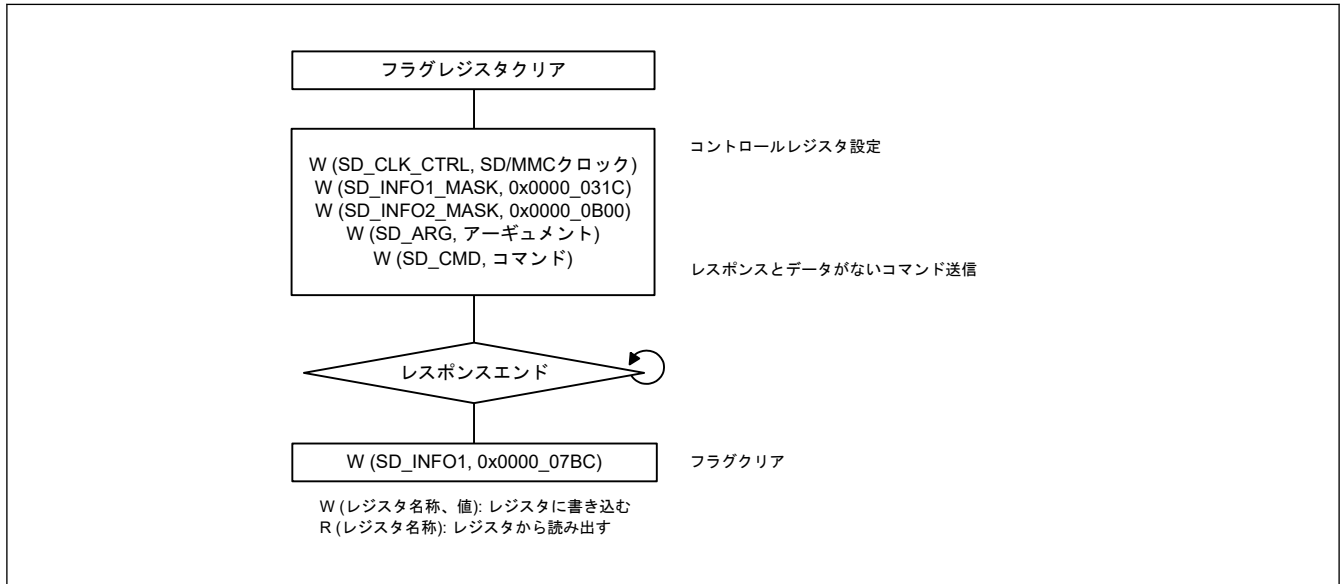 フラグレジスタクリア
コントロールレジスタ設定
W (SD_CLK_CTRL, SD/MMCクロック)
W (SD_INFO1_MASK, 0x0000_031C)
W (SD_INFO2_MASK, 0x0000_0B00)
W (SD_ARG, アーギュメント)
W (SD_CMD, コマンド)
レスポンスとデータがないコマンド送信
レスポンスエンド
W (SD_INFO1, 0x0000_07BC)
フラグクリア
W (レジスタ名称、値): レジスタに書き込む
R (レジスタ名称): レジスタから読み出す